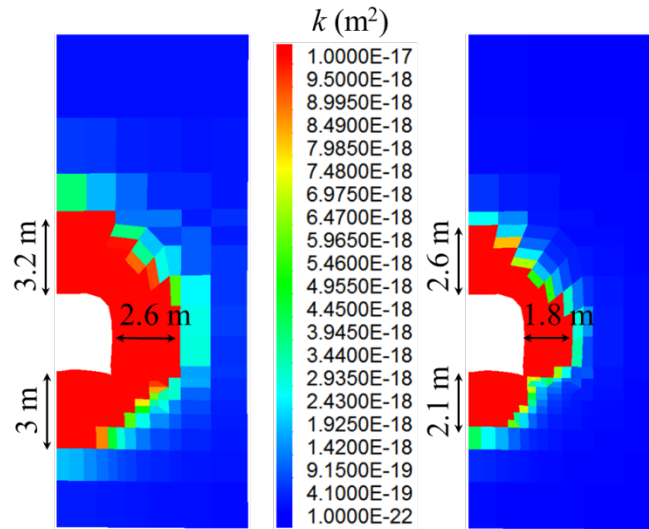 k (m²)
1.0000E-17
9.5000E-18
8.9950E-18
8.4900E-18
7.9850E-18
7.4800E-18
6.9750E-18
6.4700E-18
5.9650E-18
5.4600E-18
4.9550E-18
4.4500E-18
3.9450E-18
3.4400E-18
2.9350E-18
2.4300E-18
1.9250E-18
1.4200E-18
9.1500E-19
4.1000E-19
1.0000E-22
3.2 m
2.6 m
3 m
2.6 m
1.8 m
2.1 m